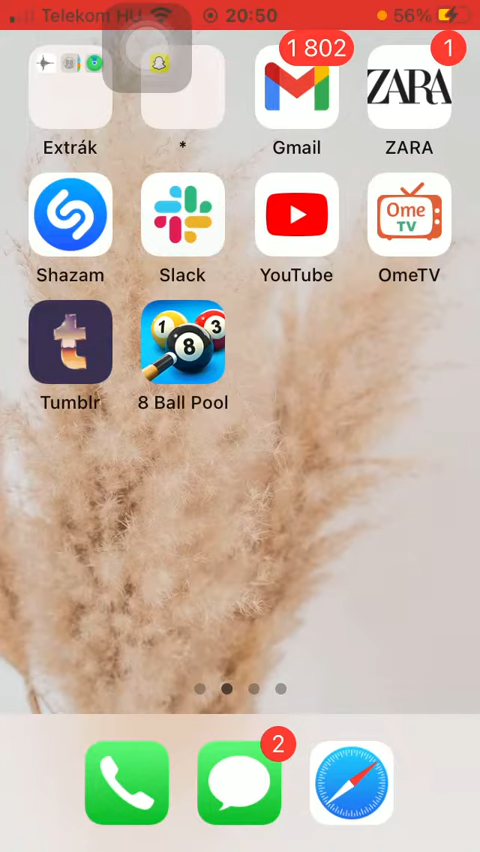 Telekom HU 20:50 56%
1 802 1
ZARA
Extrák * Gmail ZARA
Ome
TV
Shazam Slack YouTube OmeTV
t 1 3
8
Tumblr 8 Ball Pool
2